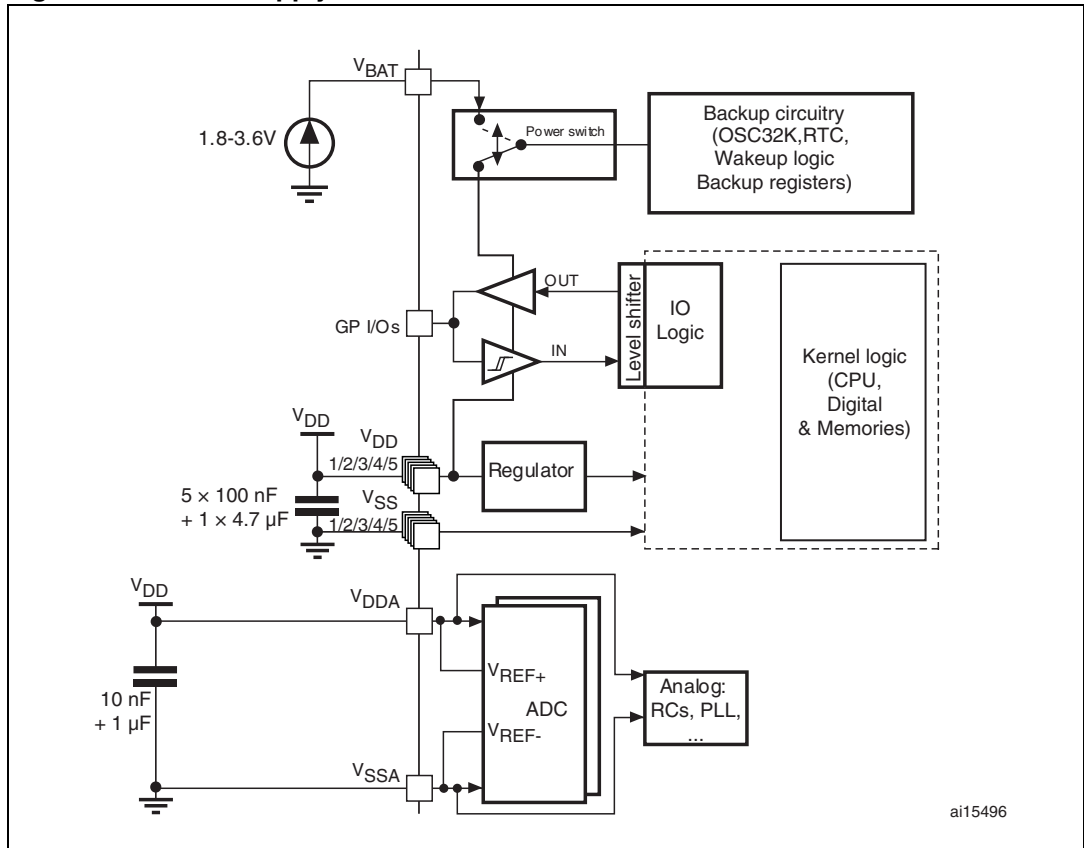 VBAT
1.8-3.6V
Power switch
Backup circuitry
(OSC32K,RTC,
Wakeup logic
Backup registers)
OUT
GP I/Os
IN
Level shifter
IO
Logic
Kernel logic
(CPU,
Digital
& Memories)
VDD
VDD
1/2/3/4/5
Regulator
5 × 100 nF
+ 1 × 4.7 µF
VSS
1/2/3/4/5
VDD
VDDA
VREF+
ADC
VREF-
10 nF
+ 1 µF
Analog:
RCs, PLL,
...
VSSA
ai15496